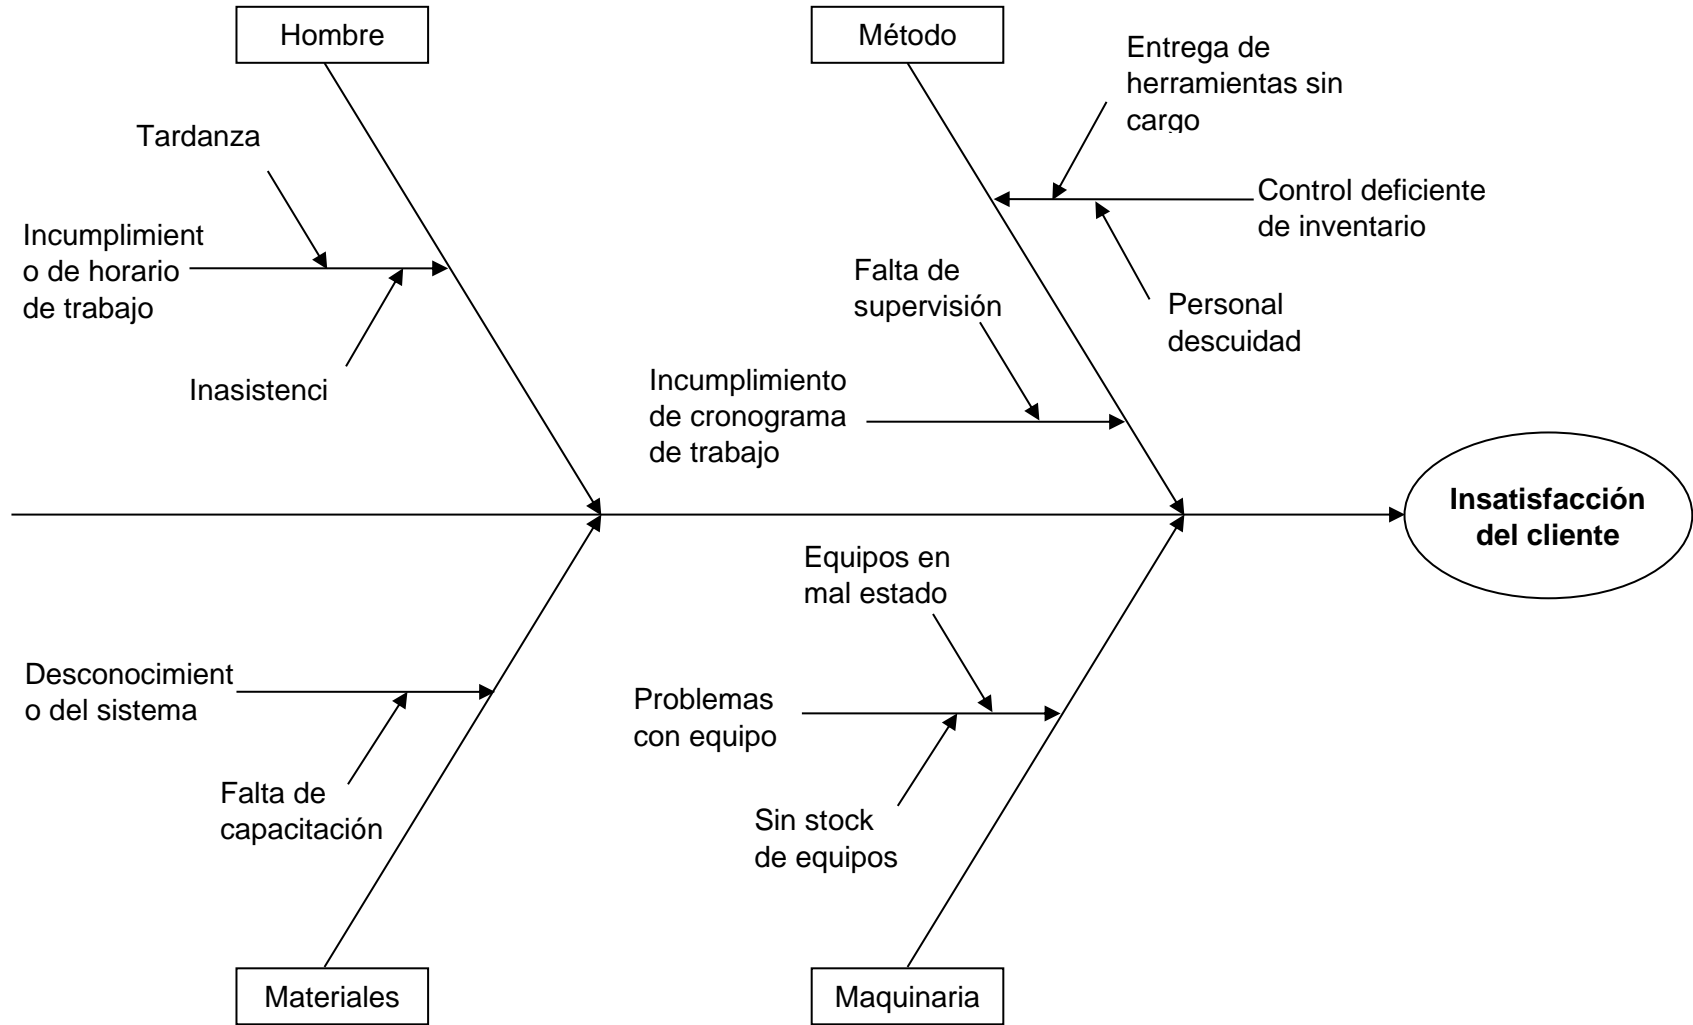 Hombre
Método
Entrega de
herramientas sin
cargo
Tardanza
Control deficiente
de inventario
Incumplimient
o de horario
de trabajo
Falta de
supervisión
Personal
descuidad
Inasistenci
Incumplimiento
de cronograma
de trabajo
Insatisfacción
del cliente
Equipos en
mal estado
Desconocimient
o del sistema
Problemas
con equipo
Falta de
capacitación
Sin stock
de equipos
Materiales
Maquinaria